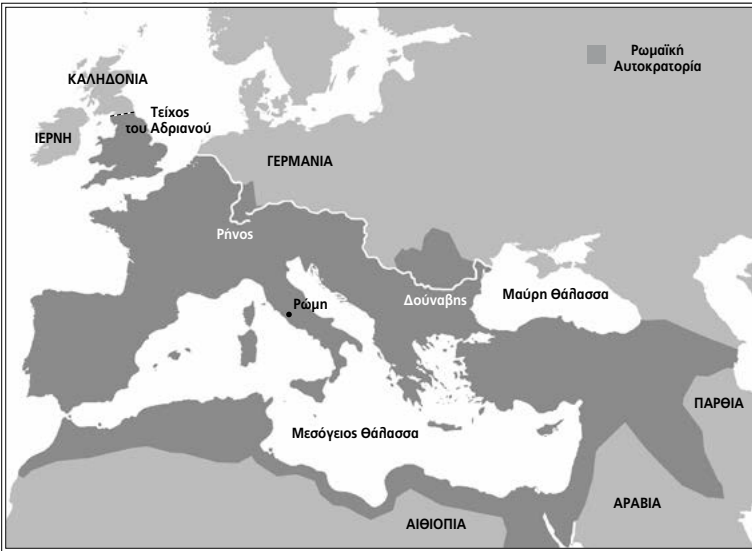 Ρωμαϊκή
Αυτοκρατορία
ΚΑΛΗΔΟΝΙΑ
Τείχος
του Αδριανού
ΙΕΡΝΗ
ΓΕΡΜΑΝΙΑ
Ρήνος
Δούναβης
Μαύρη Θάλασσα
Ρώμη
ΠΑΡΘΙΑ
Μεσόγειος Θάλασσα
ΑΡΑΒΙΑ
ΑΙΘΙΟΠΙΑ